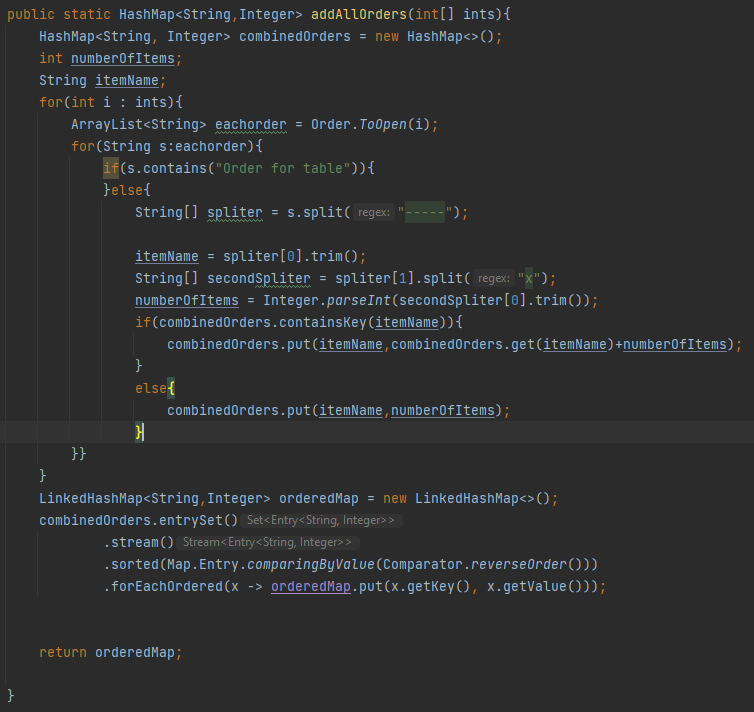 public static HashMap<String,Integer> addAllOrders(int[] ints){
HashMap<String, Integer> combinedOrders = new HashMap<>();
int numberOfItems;
String itemName;
for(int i : ints){
ArrayList<String> eachorder = Order.ToOpen(i);
for(String s:eachorder){
if(s.contains("Order for table")){
}else{
String[] spliter = s.split( regex: "-----");
itemName = spliter[0].trim();
String[] secondSpliter = spliter[1].split( regex: "x");
numberOfItems = Integer.parseInt(secondSpliter[0].trim());
if(combinedOrders.containsKey(itemName)){
combinedOrders.put(itemName,combinedOrders.get(itemName)+numberOfItems);
}
else{
combinedOrders.put(itemName,numberOfItems);
}
}}
}
LinkedHashMap<String,Integer> orderedMap = new LinkedHashMap<>();
combinedOrders.entrySet() Set<Entry<String, Integer>>
.stream() Stream<Entry<String, Integer>>
.sorted(Map.Entry.comparingByValue(Comparator.reverseOrder()))
.forEachOrdered(x -> orderedMap.put(x.getKey(), x.getValue()));
return orderedMap;
}